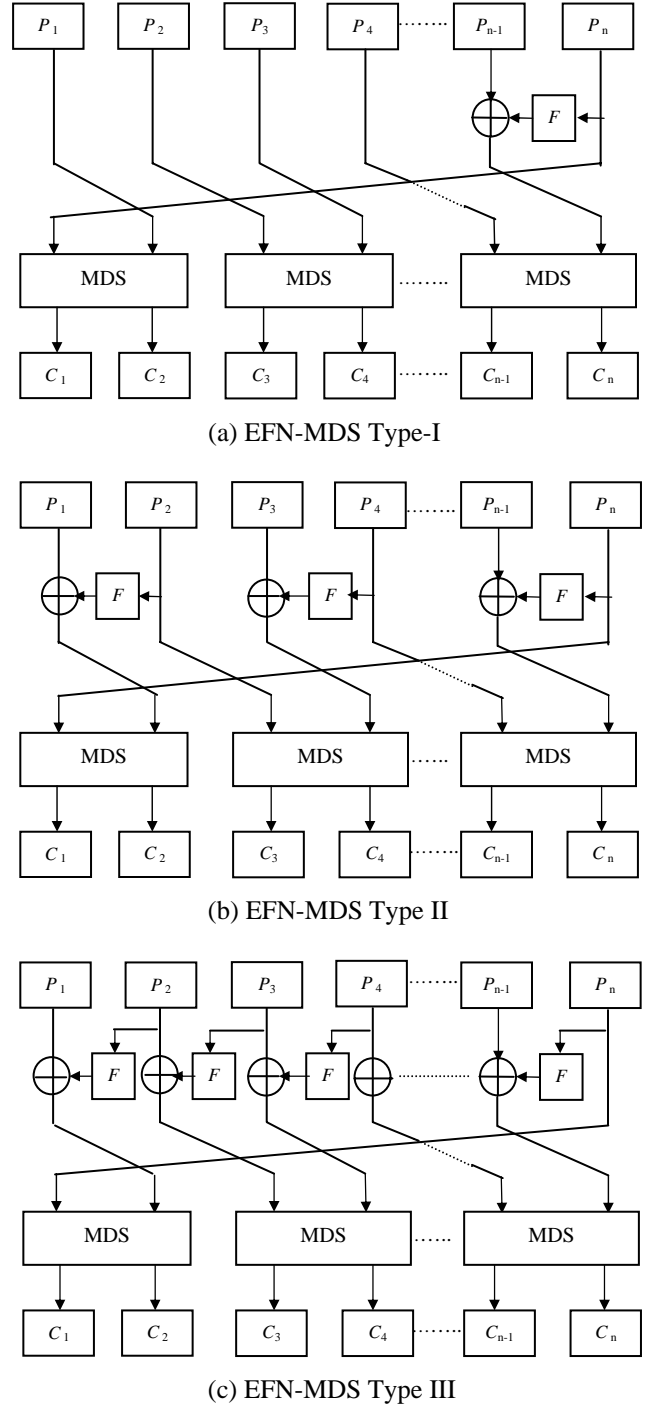 P1 P2 P3 P4 ........ Pn-1 Pn
F
MDS MDS ....... MDS
C1 C2 C3 C4 ........ Cn-1 Cn
(a) EFN-MDS Type-I
P1 P2 P3 P4 ........ Pn-1 Pn
F F F
MDS MDS ....... MDS
C1 C2 C3 C4 ........ Cn-1 Cn
(b) EFN-MDS Type II
P1 P2 P3 P4 ........ Pn-1 Pn
F F F F
MDS MDS ....... MDS
C1 C2 C3 C4 ........ Cn-1 Cn
(c) EFN-MDS Type III